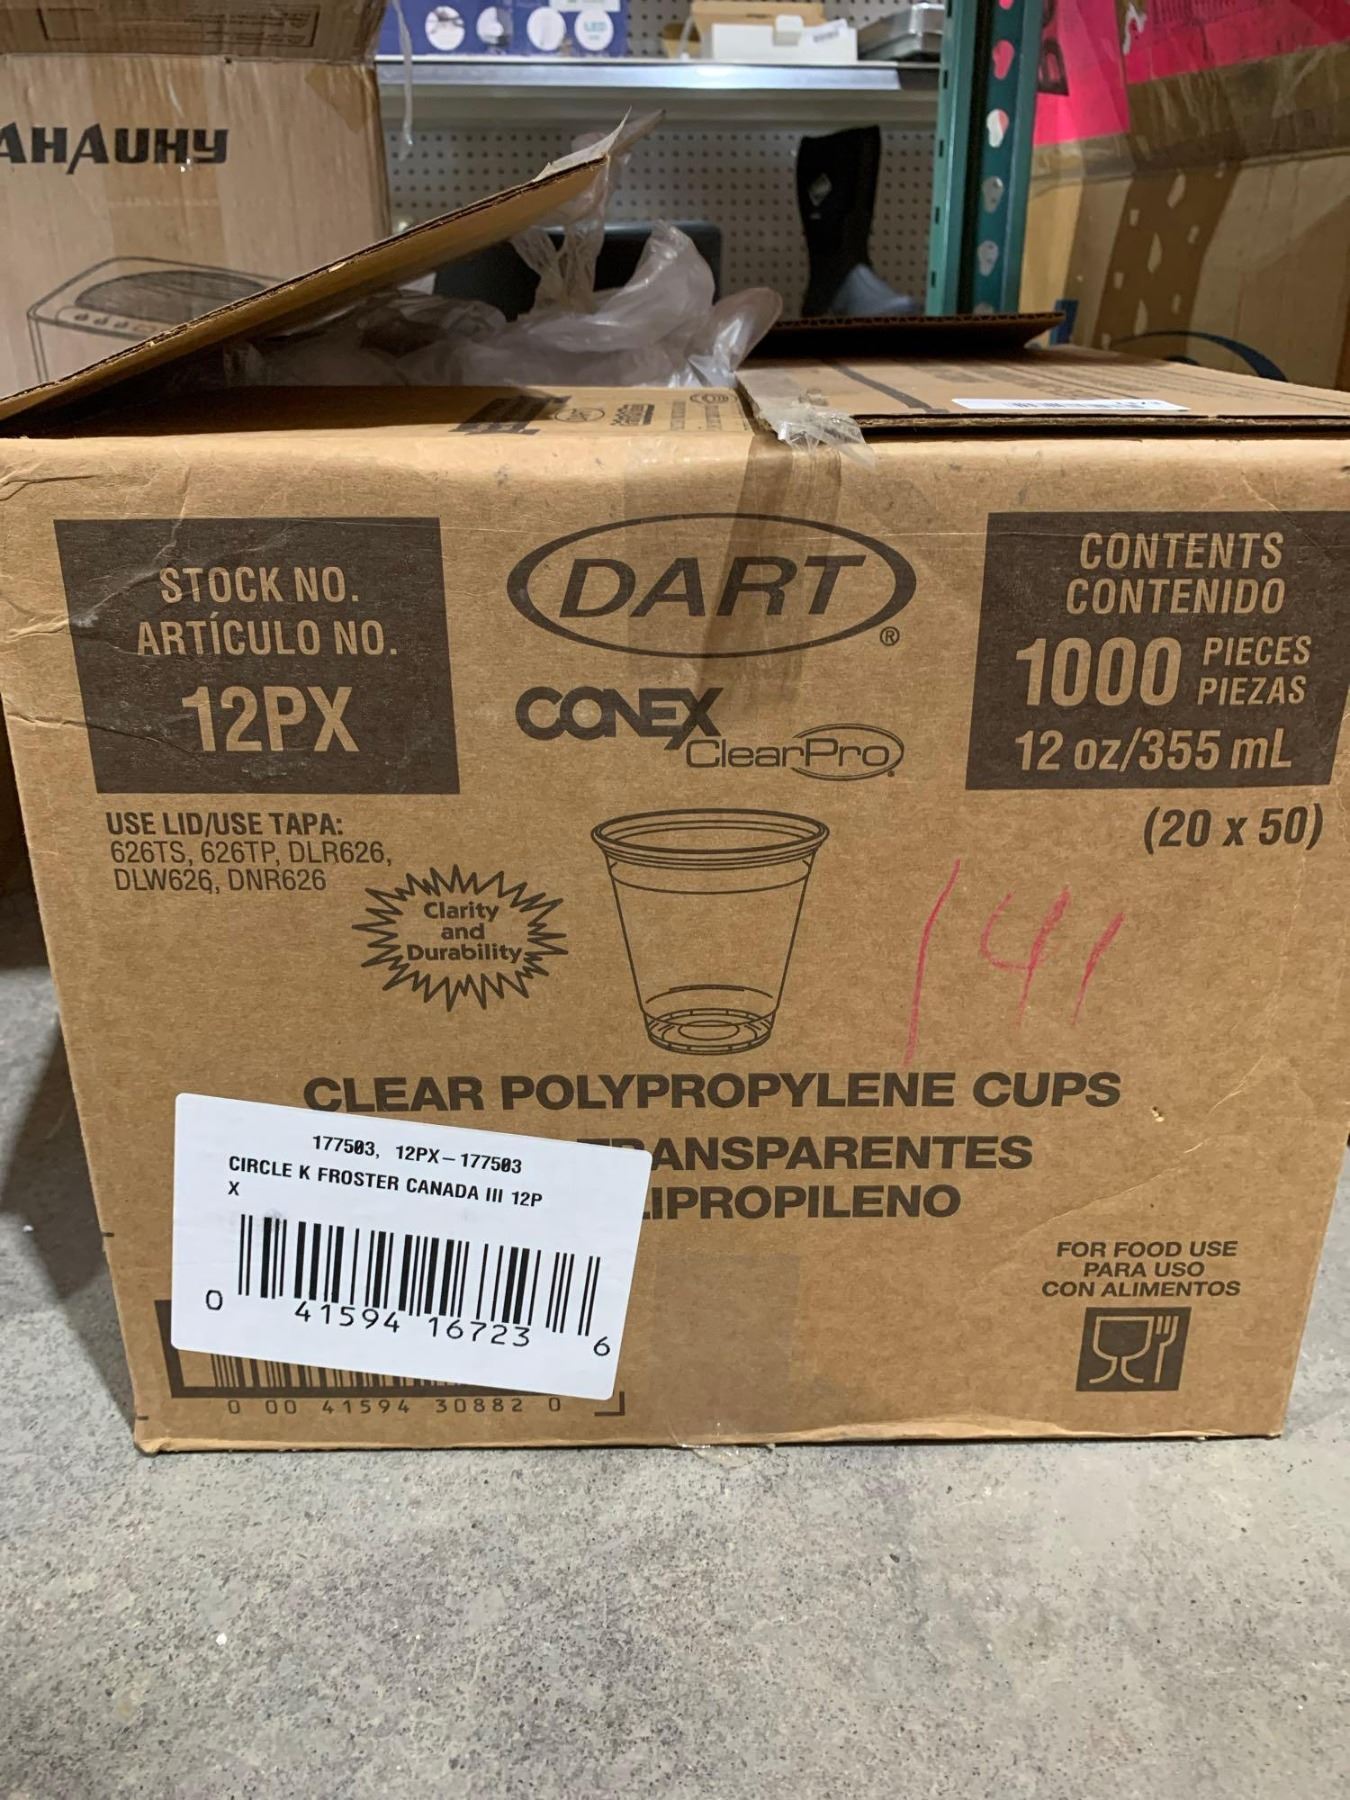 LED
AHAUHY
STOCK NO.
ARTÍCULO NO.
12PX
DART®
CONEX
ClearPro
CONTENTS
CONTENIDO
1000 PIECES
PIEZAS
12 oz/355 mL
(20 x 50)
USE LID/USE TAPA:
626TS, 626TP, DLR626,
DLW626, DNR626
Clarity
and
Durability
141
CLEAR POLYPROPYLENE CUPS
TRANSPARENTES
LIPROPILENO
177503, 12PX-177503
CIRCLE K FROSTER CANADA III 12P
X
0 41594 16723 6
0 00 41594 30882 0
FOR FOOD USE
PARA USO
CON ALIMENTOS